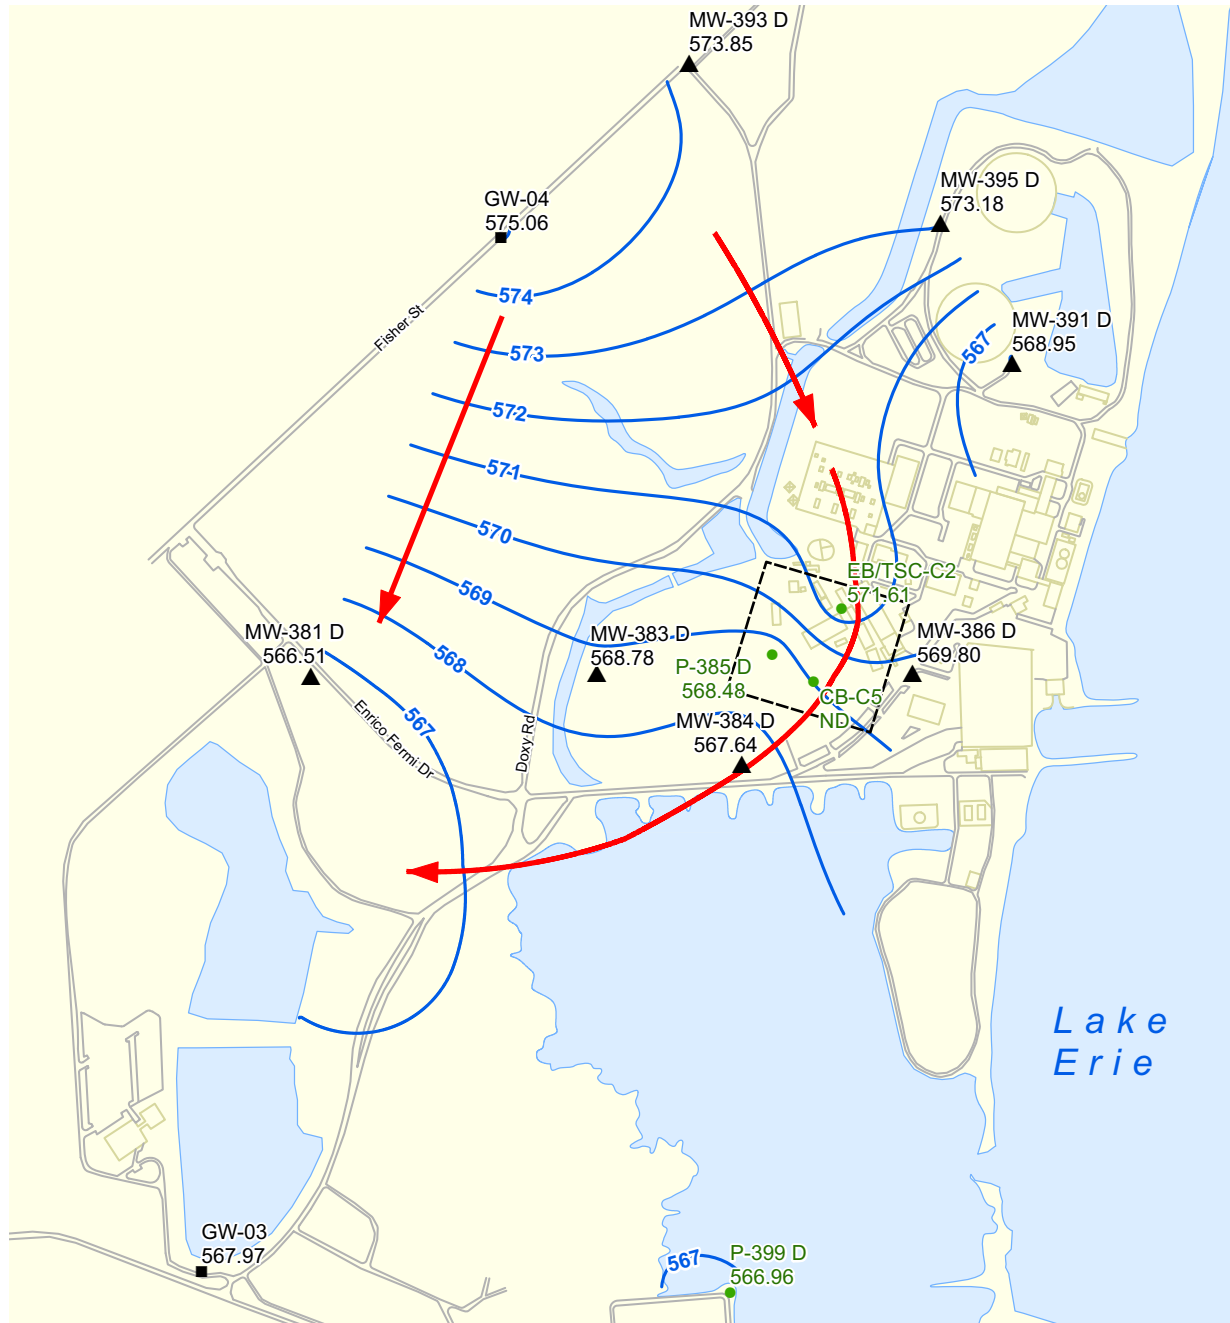 MW-393 D
573.85
MW-395 D
573.18
GW-04
575.06
574
Fisher St
573
MW-391 D
568.95
567
572
571
570
EB/TSC-C2
571.61
569
MW-381 D
566.51
MW-383 D
568.78
MW-386 D
569.80
568
P-385 D
568.48
CB-C5
ND
567
MW-384 D
567.64
Enrico Fermi Dr
Doxy Rd
Lake
Erie
GW-03
567.97
567
P-399 D
566.96